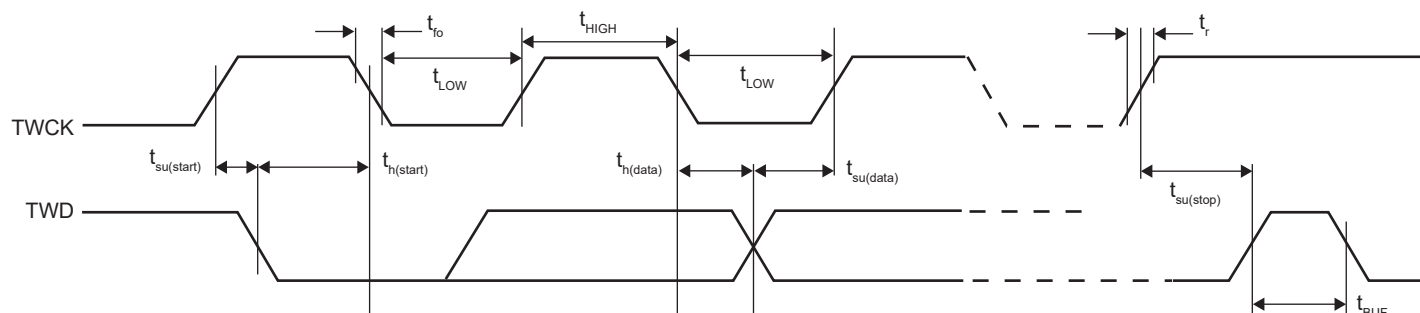 t_fo
t_HIGH
t_r
t_LOW
t_LOW
TWCK
t_su(start)
t_h(start)
t_h(data)
t_su(data)
t_su(stop)
TWD
t_BUF